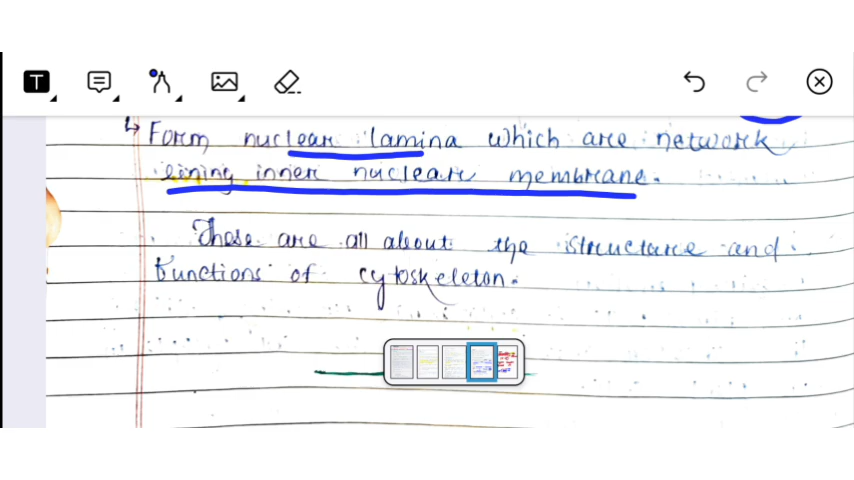 T
↳ Form nuclear lamina which are network
lining inner nuclear membrane.
These are all about the structure and
functions of cytoskeleton.